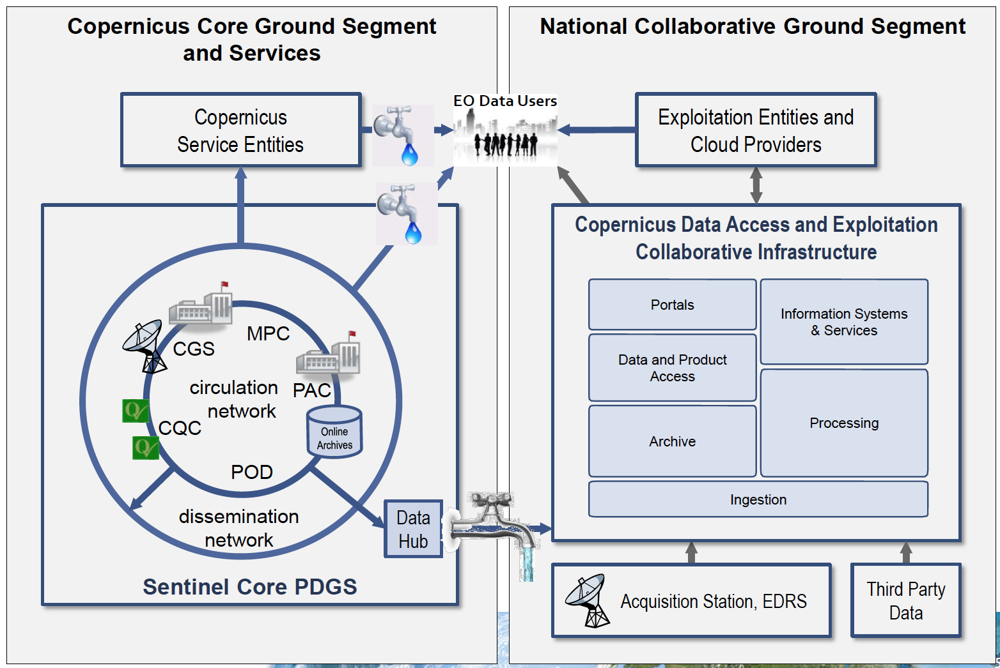 Copernicus Core Ground Segment
and Services
National Collaborative Ground Segment
Copernicus
Service Entities
EO Data Users
Exploitation Entities and
Cloud Providers
Copernicus Data Access and Exploitation
Collaborative Infrastructure
Portals
Information Systems
& Services
Data and Product
Access
Processing
Archive
Ingestion
MPC
CGS
circulation
network
PAC
Online
Archives
CQC
POD
dissemination
network
Data
Hub
Sentinel Core PDGS
Acquisition Station, EDRS
Third Party
Data